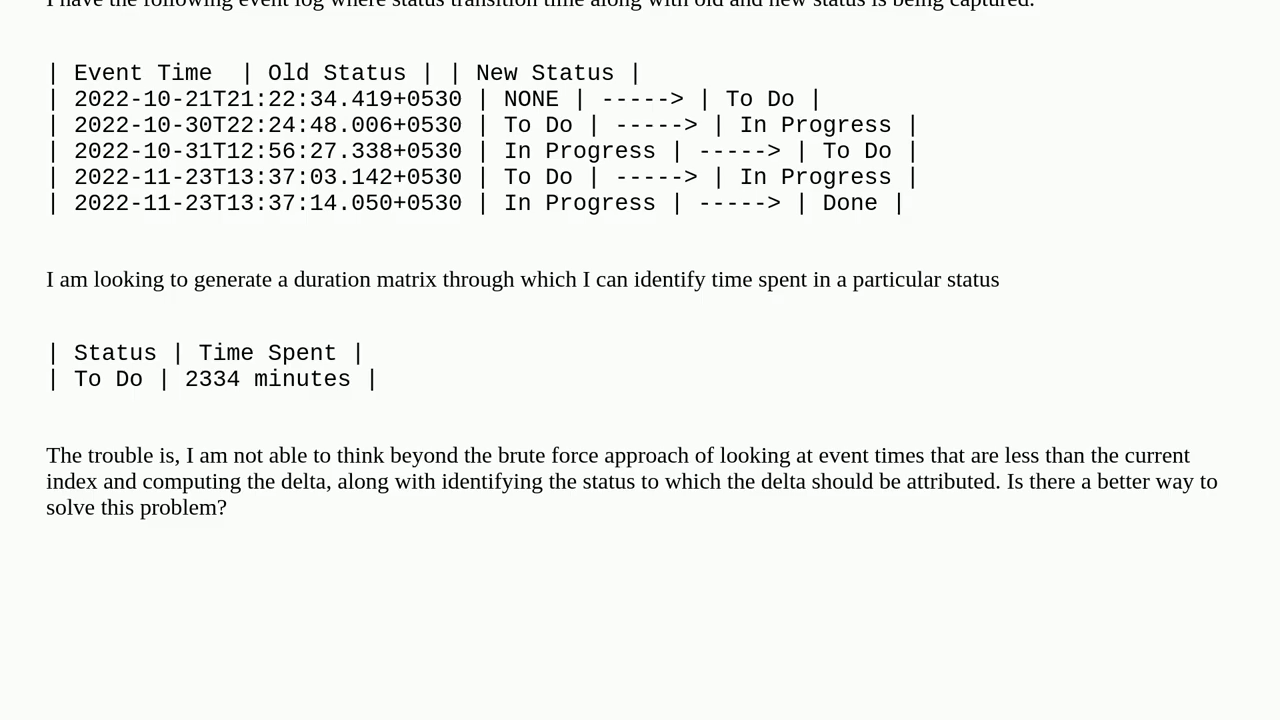 I have the following event log where status transition time along with old and new status is being captured.
| Event Time  | Old Status | | New Status |
| 2022-10-21T21:22:34.419+0530 | NONE | -----> | To Do |
| 2022-10-30T22:24:48.006+0530 | To Do | -----> | In Progress |
| 2022-10-31T12:56:27.338+0530 | In Progress | -----> | To Do |
| 2022-11-23T13:37:03.142+0530 | To Do | -----> | In Progress |
| 2022-11-23T13:37:14.050+0530 | In Progress | -----> | Done |
I am looking to generate a duration matrix through which I can identify time spent in a particular status
| Status | Time Spent |
| To Do | 2334 minutes |
The trouble is, I am not able to think beyond the brute force approach of looking at event times that are less than the current
index and computing the delta, along with identifying the status to which the delta should be attributed. Is there a better way to
solve this problem?